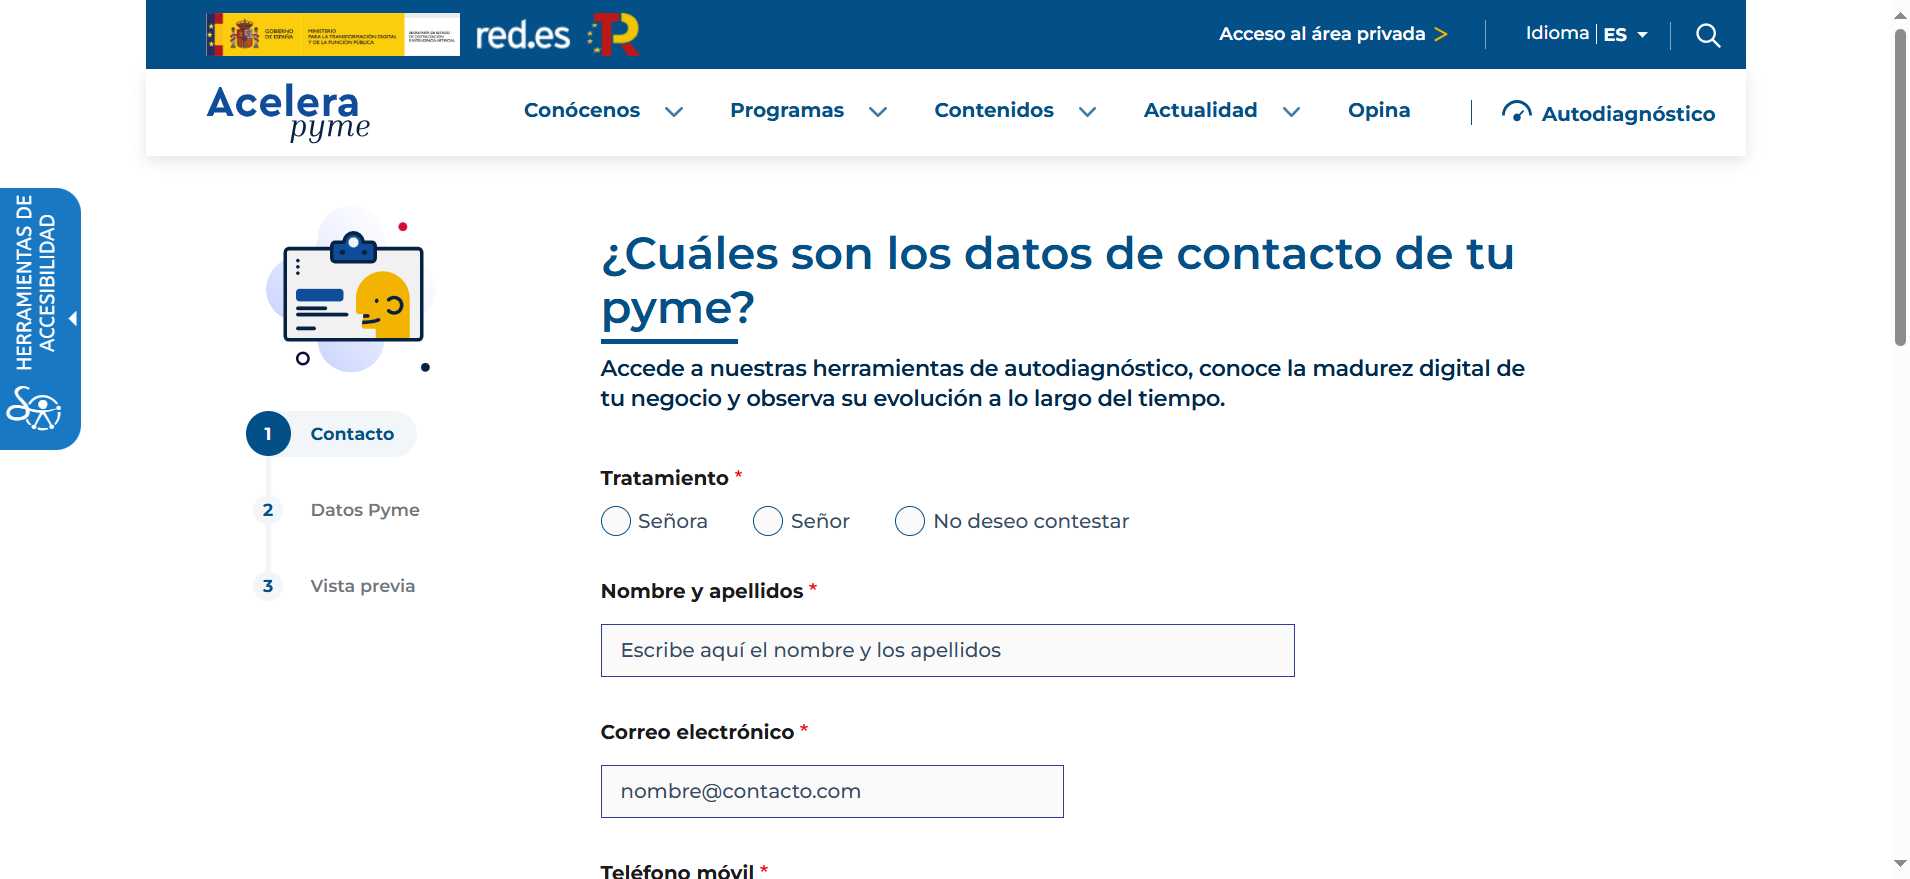 GOBIERNO
DE ESPAÑA
MINISTERIO
PARA LA TRANSFORMACIÓN DIGITAL
Y DE LA FUNCIÓN PÚBLICA
red.es
Acceso al área privada >
Idioma
ES
Acelera
pyme
Conócenos
Programas
Contenidos
Actualidad
Opina
Autodiagnóstico
HERRAMIENTAS DE
ACCESIBILIDAD
1 Contacto
2 Datos Pyme
3 Vista previa
¿Cuáles son los datos de contacto de tu
pyme?
Accede a nuestras herramientas de autodiagnóstico, conoce la madurez digital de
tu negocio y observa su evolución a lo largo del tiempo.
Tratamiento *
Señora Señor No deseo contestar
Nombre y apellidos *
Escribe aquí el nombre y los apellidos
Correo electrónico *
nombre@contacto.com
Teléfono móvil *